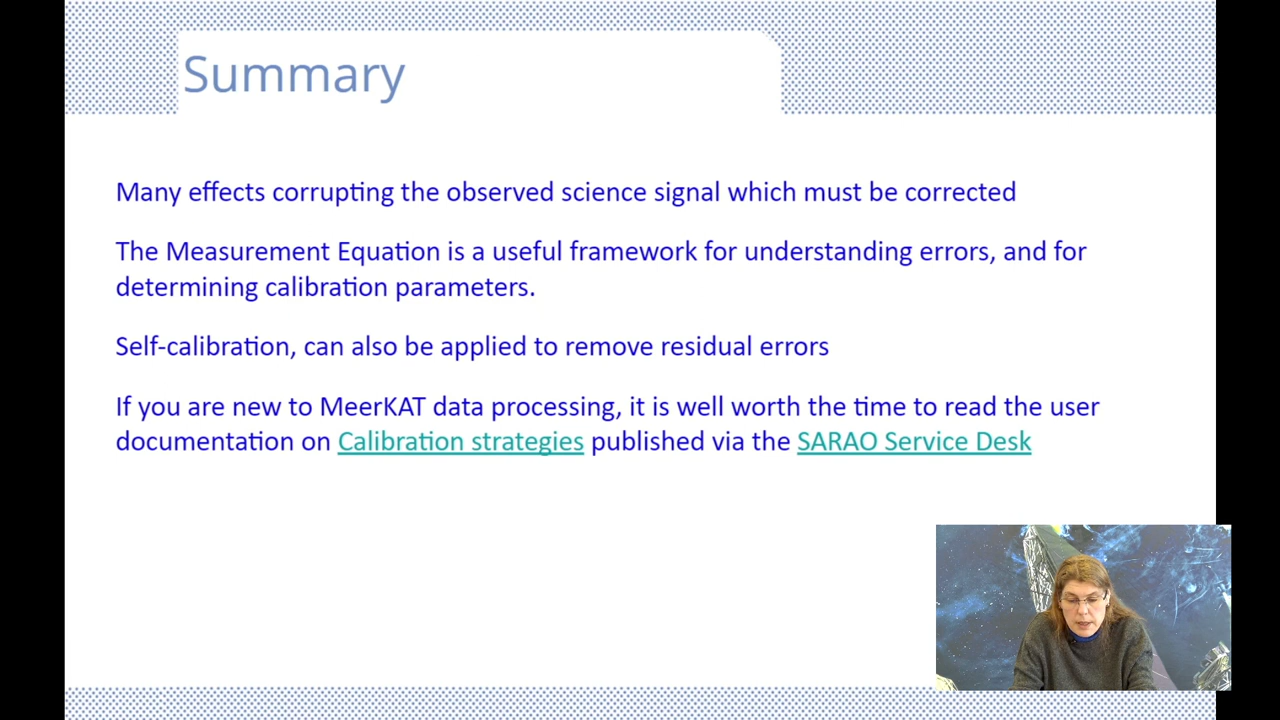 Summary
Many effects corrupting the observed science signal which must be corrected
The Measurement Equation is a useful framework for understanding errors, and for
determining calibration parameters.
Self-calibration, can also be applied to remove residual errors
If you are new to MeerKAT data processing, it is well worth the time to read the user
documentation on Calibration strategies published via the SARAO Service Desk